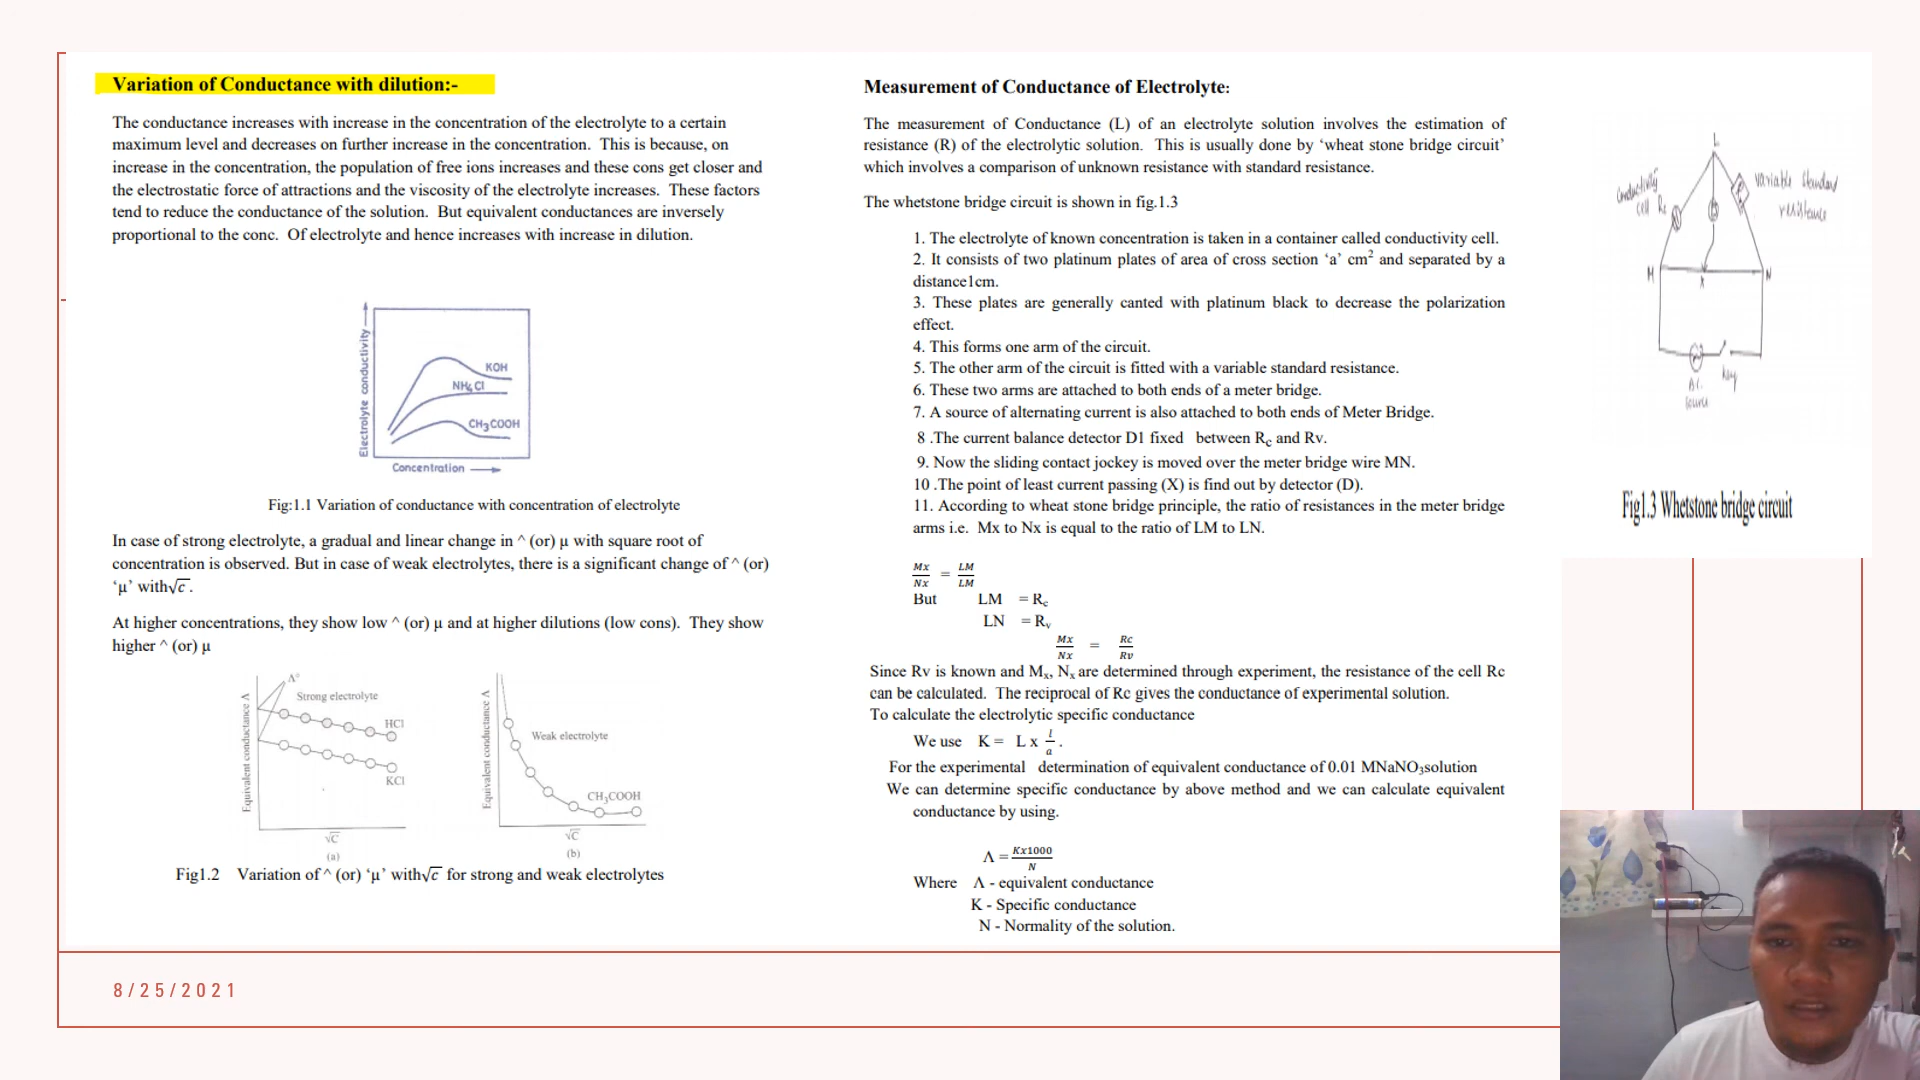 Variation of Conductance with dilution:-
The conductance increases with increase in the concentration of the electrolyte to a certain
maximum level and decreases on further increase in the concentration. This is because, on
increase in the concentration, the population of free ions increases and these cons get closer and
the electrostatic force of attractions and the viscosity of the electrolyte increases. These factors
tend to reduce the conductance of the solution. But equivalent conductances are inversely
proportional to the conc. Of electrolyte and hence increases with increase in dilution.
Electrolyte conductivity
KOH
NH4Cl
CH3COOH
Concentration
Fig:1.1 Variation of conductance with concentration of electrolyte
In case of strong electrolyte, a gradual and linear change in ^ (or) μ with square root of
concentration is observed. But in case of weak electrolytes, there is a significant change of ^ (or)
‘μ’ with√c .
At higher concentrations, they show low ^ (or) μ and at higher dilutions (low cons). They show
higher ^ (or) μ
Equivalent conductance Λ
Λ°
Strong electrolyte
HCl
KCl
√C
(a)
Equivalent conductance Λ
Weak electrolyte
CH3COOH
√C
(b)
Fig1.2 Variation of ^ (or) ‘μ’ with√c for strong and weak electrolytes
Measurement of Conductance of Electrolyte:
The measurement of Conductance (L) of an electrolyte solution involves the estimation of
resistance (R) of the electrolytic solution. This is usually done by ‘wheat stone bridge circuit’
which involves a comparison of unknown resistance with standard resistance.
The whetstone bridge circuit is shown in fig.1.3
1. The electrolyte of known concentration is taken in a container called conductivity cell.
2. It consists of two platinum plates of area of cross section ‘a’ cm² and separated by a
distance1cm.
3. These plates are generally canted with platinum black to decrease the polarization
effect.
4. This forms one arm of the circuit.
5. The other arm of the circuit is fitted with a variable standard resistance.
6. These two arms are attached to both ends of a meter bridge.
7. A source of alternating current is also attached to both ends of Meter Bridge.
8 .The current balance detector D1 fixed between Rc and Rv.
9. Now the sliding contact jockey is moved over the meter bridge wire MN.
10 .The point of least current passing (X) is find out by detector (D).
11. According to wheat stone bridge principle, the ratio of resistances in the meter bridge
arms i.e. Mx to Nx is equal to the ratio of LM to LN.
Mx/Nx = LM/LM
But LM = Rc
LN = Rv
Mx/Nx = Rc/Rv
Since Rv is known and Mx, Nx are determined through experiment, the resistance of the cell Rc
can be calculated. The reciprocal of Rc gives the conductance of experimental solution.
To calculate the electrolytic specific conductance
We use K = L x l/a .
For the experimental determination of equivalent conductance of 0.01 MNaNO3solution
We can determine specific conductance by above method and we can calculate equivalent
conductance by using.
Λ = Kx1000/N
Where Λ - equivalent conductance
K - Specific conductance
N - Normality of the solution.
L
Conductivity
cell Rc
variable standard
resistance
M
X
N
A.C.
source
key
Fig1.3 Whetstone bridge circuit
8/25/2021